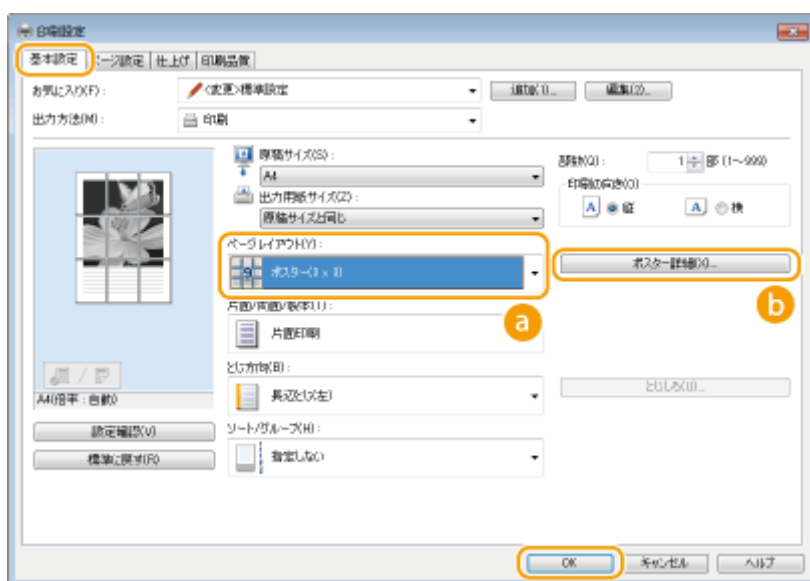 印刷設定
基本設定 ページ設定 仕上げ 印刷品質
お気に入り(F): <変更>標準設定 追加(1)... 編集(2)...
出力方法(M): 印刷
原稿サイズ(S):
A4
出力用紙サイズ(Z):
原稿サイズと同じ
部数(Q): 1 部 (1~999)
印刷の向き(O)
A 縦 A 横
ページレイアウト(Y):
9 ポスター(3 x 3)
ポスター詳細(X)...
a
b
片面/両面/製本(1):
片面印刷
とじ方向(B):
長辺とじ(左)
とじしろ(U)...
A4(倍率:自動)
設定確認(V)
標準に戻す(R)
ソート/グループ(H):
指定しない
OK キャンセル ヘルプ